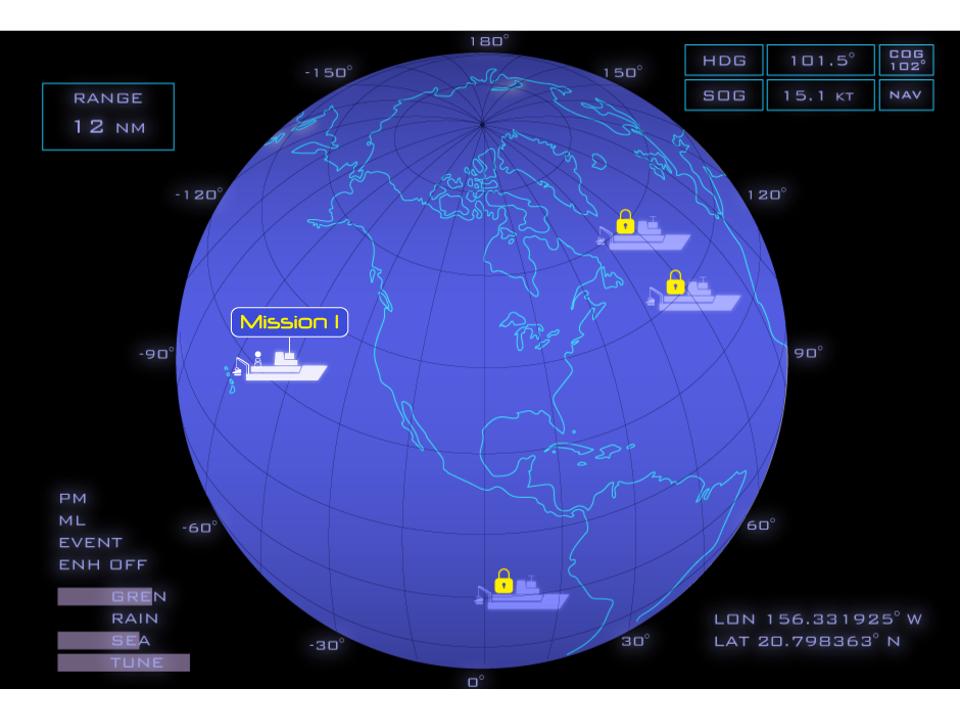 180°
-150°
150°
HDG
101.5°
COG
102°
SOG
15.1 KT
NAV
RANGE
12 NM
-120°
120°
Mission 1
-90°
90°
PM
ML
EVENT
ENH OFF
GREN
RAIN
SEA
TUNE
-60°
60°
LON 156.331925° W
LAT 20.798363° N
-30°
30°
0°